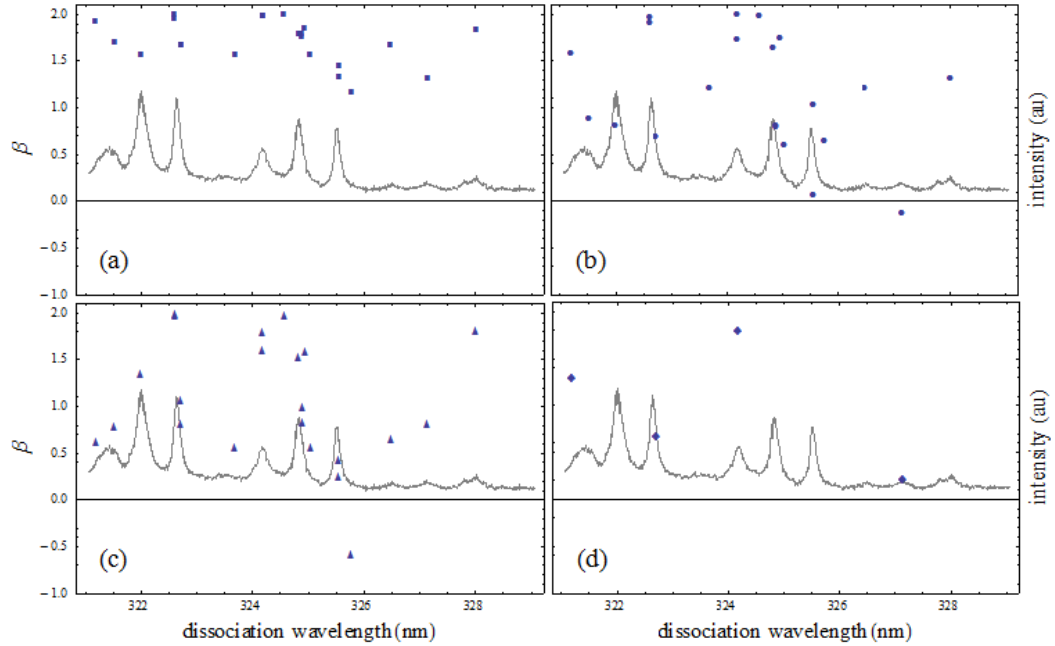 2.0
1.5
1.0
0.5
0.0
−0.5
−1.0
β
(a)
(b)
intensity (au)
2.0
1.5
1.0
0.5
0.0
−0.5
−1.0
β
(c)
(d)
intensity (au)
322 324 326 328
322 324 326 328
dissociation wavelength (nm)
dissociation wavelength (nm)